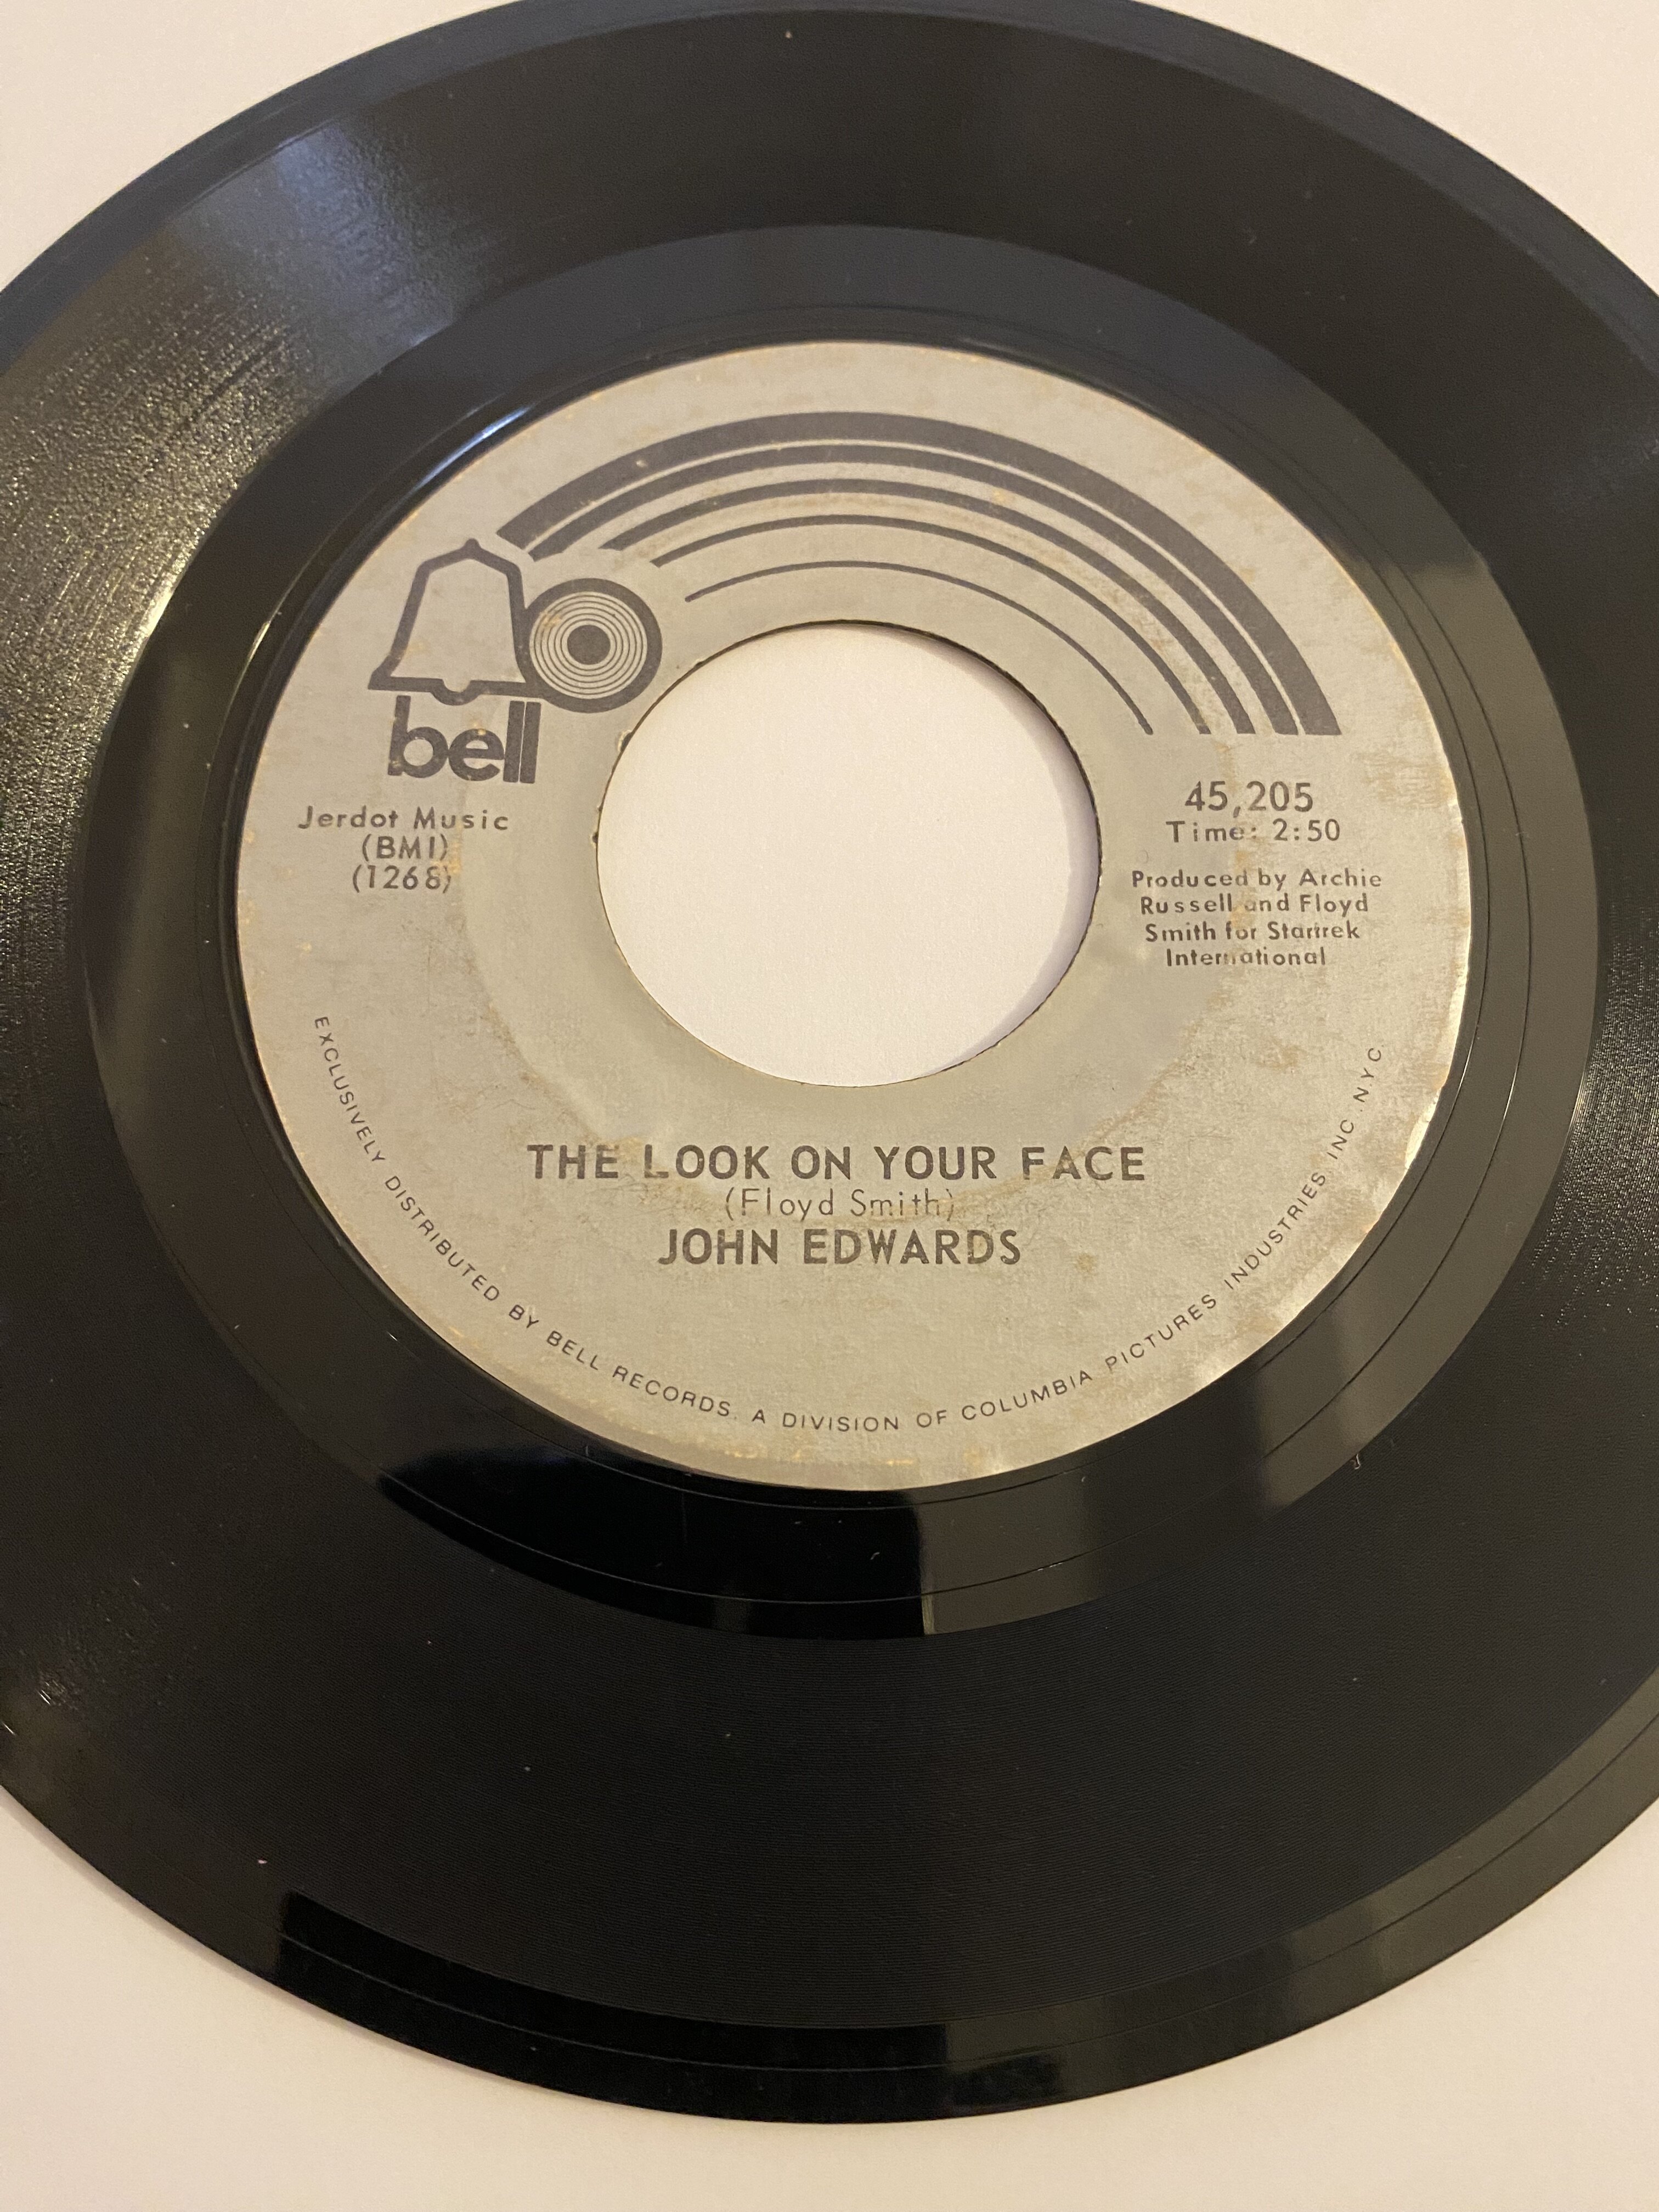 bell
Jerdot Music
(BMI)
(1268)
45,205
Time: 2:50
Produced by Archie
Russell and Floyd
Smith for Startrek
International
THE LOOK ON YOUR FACE
(Floyd Smith)
JOHN EDWARDS
EXCLUSIVELY DISTRIBUTED BY BELL RECORDS. A DIVISION OF COLUMBIA PICTURES INDUSTRIES INC. N.Y.C.